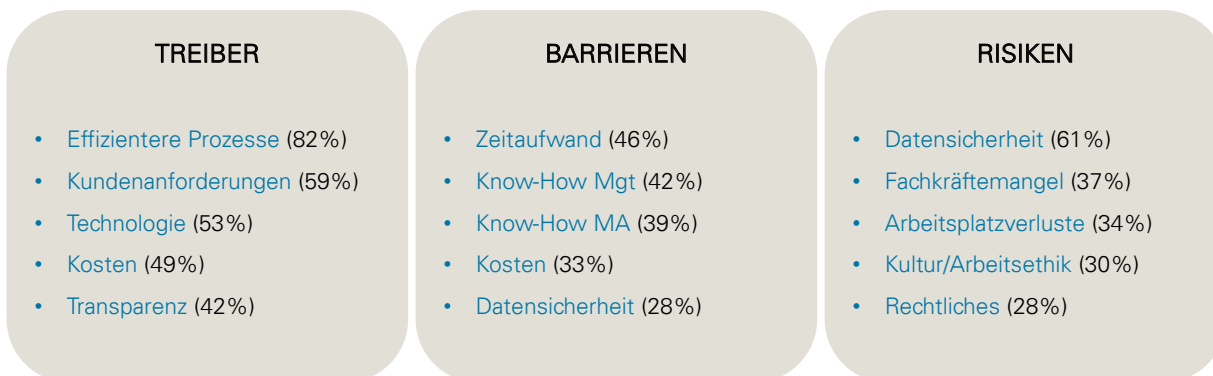 TREIBER
• Effizientere Prozesse (82%)
• Kundenanforderungen (59%)
• Technologie (53%)
• Kosten (49%)
• Transparenz (42%)
BARRIEREN
• Zeitaufwand (46%)
• Know-How Mgt (42%)
• Know-How MA (39%)
• Kosten (33%)
• Datensicherheit (28%)
RISIKEN
• Datensicherheit (61%)
• Fachkräftemangel (37%)
• Arbeitsplatzverluste (34%)
• Kultur/Arbeitsethik (30%)
• Rechtliches (28%)